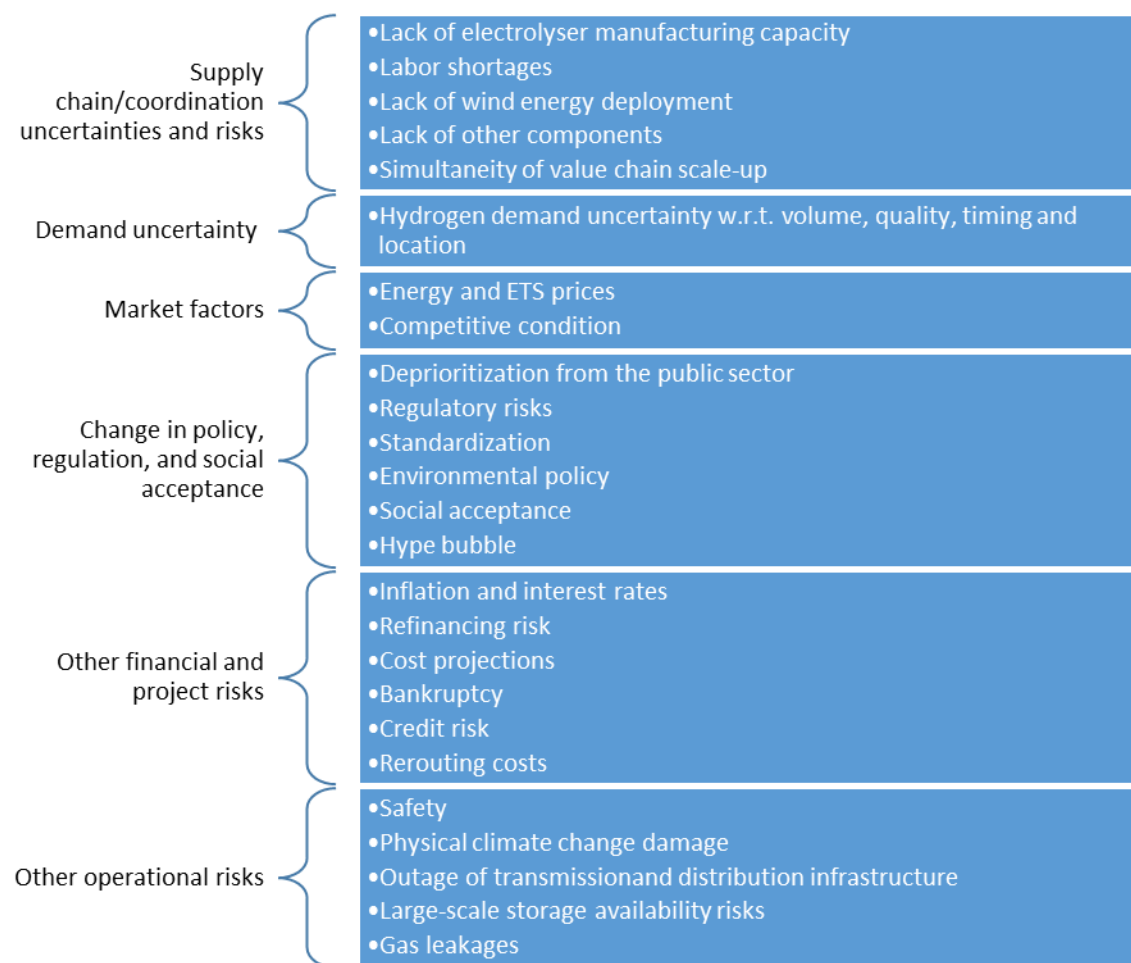 Supply
chain/coordination
uncertainties and risks
•Lack of electrolyser manufacturing capacity
•Labor shortages
•Lack of wind energy deployment
•Lack of other components
•Simultaneity of value chain scale-up
Demand uncertainty
•Hydrogen demand uncertainty w.r.t. volume, quality, timing and
location
Market factors
•Energy and ETS prices
•Competitive condition
Change in policy,
regulation, and social
acceptance
•Deprioritization from the public sector
•Regulatory risks
•Standardization
•Environmental policy
•Social acceptance
•Hype bubble
Other financial and
project risks
•Inflation and interest rates
•Refinancing risk
•Cost projections
•Bankruptcy
•Credit risk
•Rerouting costs
Other operational risks
•Safety
•Physical climate change damage
•Outage of transmissionand distribution infrastructure
•Large-scale storage availability risks
•Gas leakages